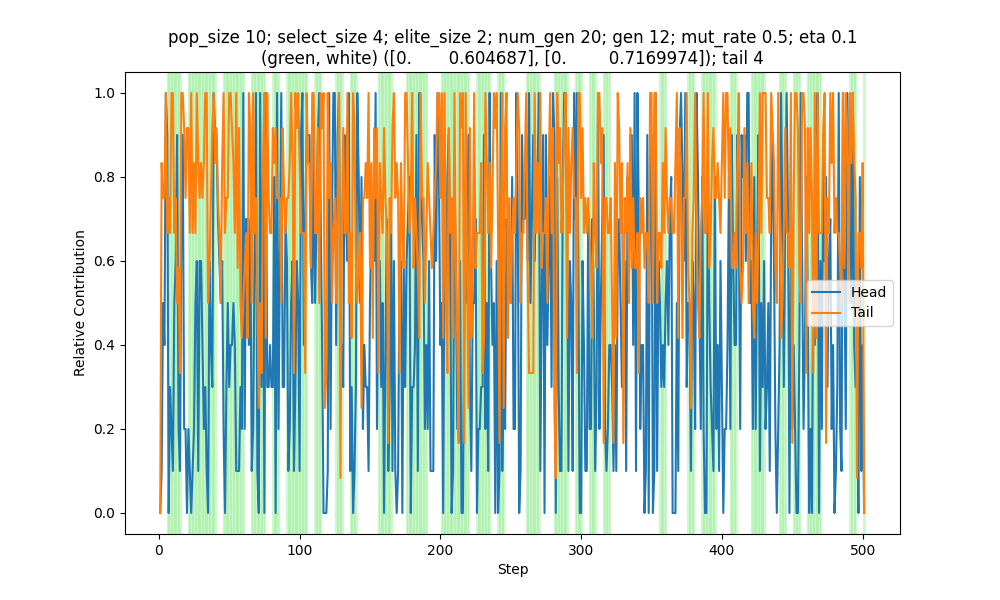 pop_size 10; select_size 4; elite_size 2; num_gen 20; gen 12; mut_rate 0.5; eta 0.1
(green, white) ([0. 0.604687], [0. 0.7169974]); tail 4
1.0
0.8
0.6
0.4
0.2
0.0
Relative Contribution
Head
Tail
0 100 200 300 400 500
Step